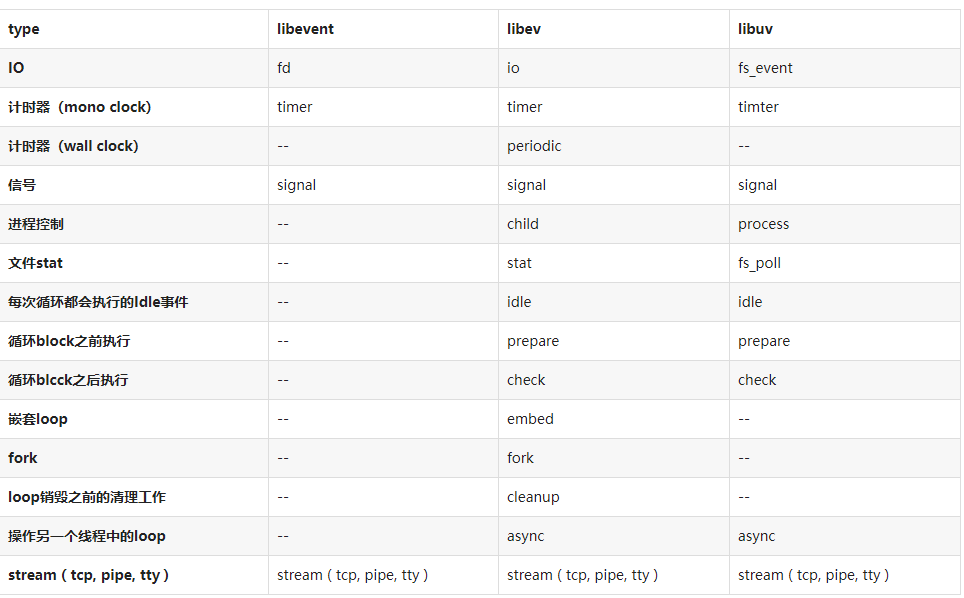 type libevent libev libuv
IO fd io fs_event
计时器（mono clock） timer timer timter
计时器（wall clock） -- periodic --
信号 signal signal signal
进程控制 -- child process
文件stat -- stat fs_poll
每次循环都会执行的Idle事件 -- idle idle
循环block之前执行 -- prepare prepare
循环blcck之后执行 -- check check
嵌套loop -- embed --
fork -- fork --
loop销毁之前的清理工作 -- cleanup --
操作另一个线程中的loop -- async async
stream ( tcp, pipe, tty ) stream ( tcp, pipe, tty ) stream ( tcp, pipe, tty ) stream ( tcp, pipe, tty )